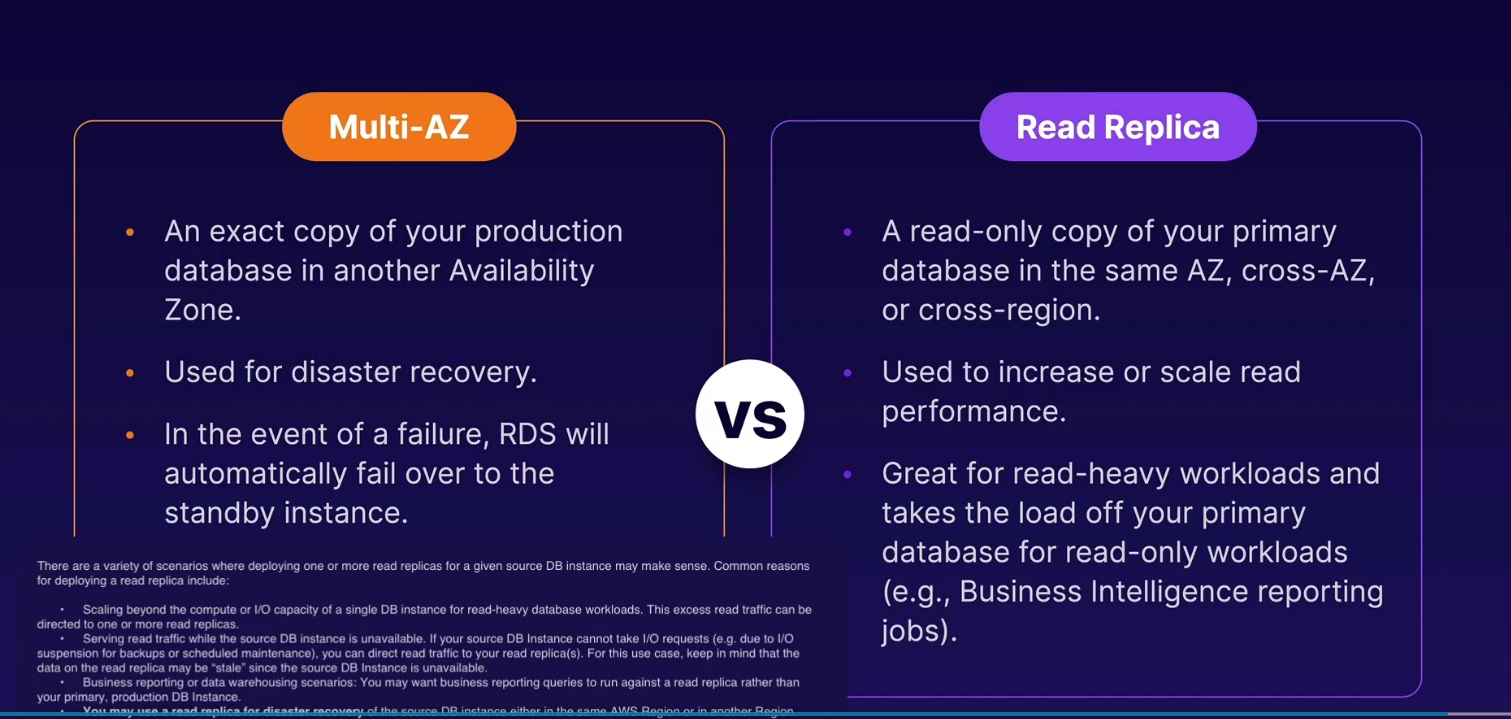 Multi-AZ
• An exact copy of your production
database in another Availability
Zone.
• Used for disaster recovery.
• In the event of a failure, RDS will
automatically fail over to the
standby instance.
vs
Read Replica
• A read-only copy of your primary
database in the same AZ, cross-AZ,
or cross-region.
• Used to increase or scale read
performance.
• Great for read-heavy workloads and
takes the load off your primary
database for read-only workloads
(e.g., Business Intelligence reporting
jobs).
There are a variety of scenarios where deploying one or more read replicas for a given source DB instance may make sense. Common reasons
for deploying a read replica include:
• Scaling beyond the compute or I/O capacity of a single DB instance for read-heavy database workloads. This excess read traffic can be
directed to one or more read replicas.
• Serving read traffic while the source DB instance is unavailable. If your source DB Instance cannot take I/O requests (e.g. due to I/O
suspension for backups or scheduled maintenance), you can direct read traffic to your read replica(s). For this use case, keep in mind that the
data on the read replica may be “stale” since the source DB Instance is unavailable.
• Business reporting or data warehousing scenarios: You may want business reporting queries to run against a read replica rather than
your primary, production DB Instance.
• You may use a read replica for disaster recovery of the source DB instance either in the same AWS Region or in another Region.